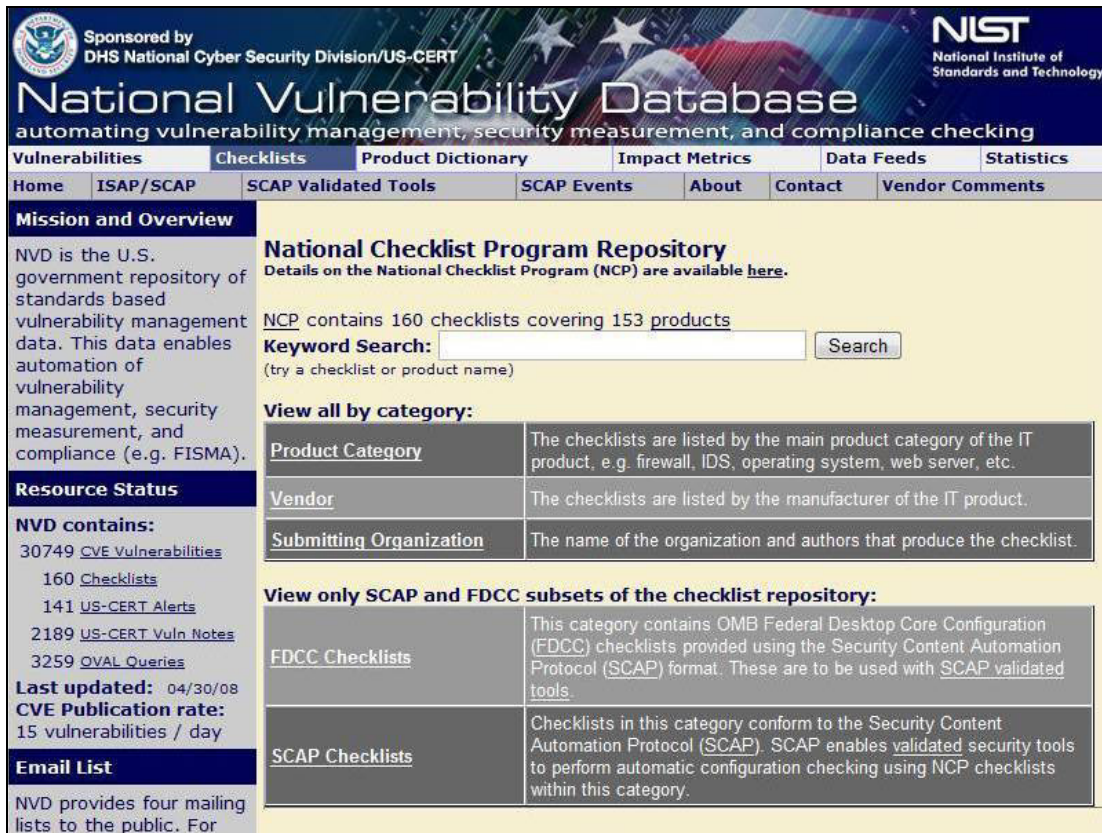 Sponsored by
DHS National Cyber Security Division/US-CERT
NIST
National Institute of
Standards and Technology
National Vulnerability Database
automating vulnerability management, security measurement, and compliance checking
Vulnerabilities Checklists Product Dictionary Impact Metrics Data Feeds Statistics
Home ISAP/SCAP SCAP Validated Tools SCAP Events About Contact Vendor Comments
Mission and Overview
NVD is the U.S.
government repository of
standards based
vulnerability management
data. This data enables
automation of
vulnerability
management, security
measurement, and
compliance (e.g. FISMA).
Resource Status
NVD contains:
30749 CVE Vulnerabilities
160 Checklists
141 US-CERT Alerts
2189 US-CERT Vuln Notes
3259 OVAL Queries
Last updated: 04/30/08
CVE Publication rate:
15 vulnerabilities / day
Email List
NVD provides four mailing
lists to the public. For
National Checklist Program Repository
Details on the National Checklist Program (NCP) are available here.
NCP contains 160 checklists covering 153 products
Keyword Search: Search
(try a checklist or product name)
View all by category:
Product Category
The checklists are listed by the main product category of the IT
product, e.g. firewall, IDS, operating system, web server, etc.
Vendor
The checklists are listed by the manufacturer of the IT product.
Submitting Organization
The name of the organization and authors that produce the checklist.
View only SCAP and FDCC subsets of the checklist repository:
FDCC Checklists
This category contains OMB Federal Desktop Core Configuration
(FDCC) checklists provided using the Security Content Automation
Protocol (SCAP) format. These are to be used with SCAP validated
tools.
SCAP Checklists
Checklists in this category conform to the Security Content
Automation Protocol (SCAP). SCAP enables validated security tools
to perform automatic configuration checking using NCP checklists
within this category.